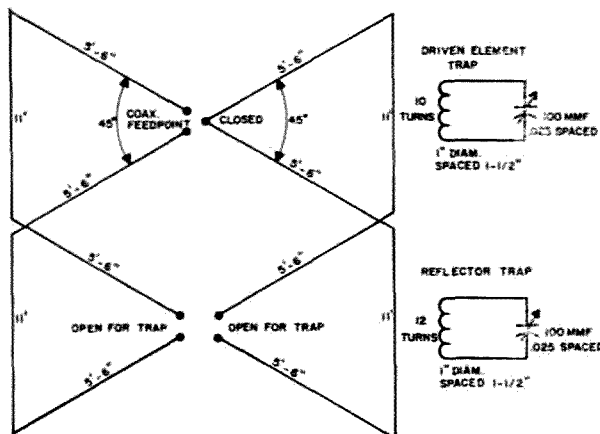 5'-6"
5'-6"
11'
45°
COAX.
FEEDPOINT
CLOSED
45°
11'
5'-6"
5'-6"
DRIVEN ELEMENT
TRAP
10
TURNS
100 MMF
.025 SPACED
1" DIAM.
SPACED 1-1/2"
5'-6"
5'-6"
11'
OPEN FOR TRAP
OPEN FOR TRAP
11'
5'-6"
5'-6"
REFLECTOR TRAP
12
TURNS
100 MMF
.025 SPACED
1" DIAM.
SPACED 1-1/2"